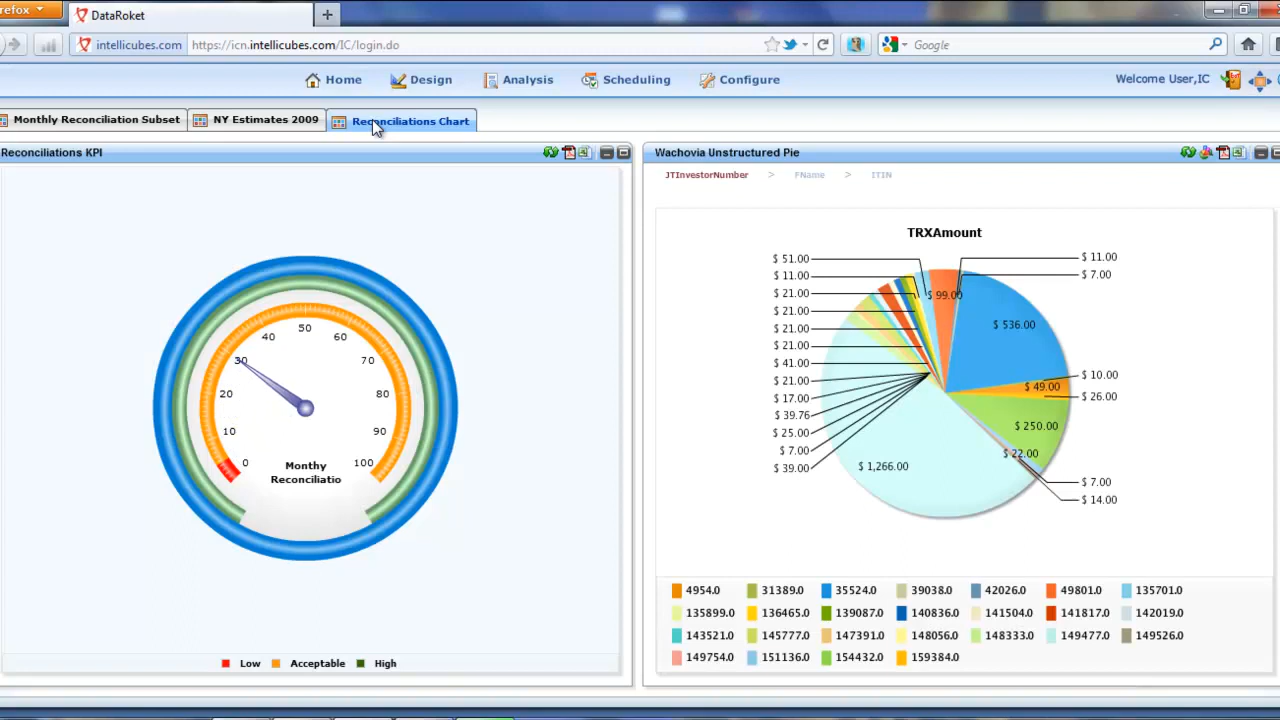 refox
DataRoket
intellicubes.com
https://icn.intellicubes.com/IC/login.do
Google
Home
Design
Analysis
Scheduling
Configure
Welcome User,IC
Monthly Reconciliation Subset
NY Estimates 2009
Reconciliations Chart
Reconciliations KPI
0
10
20
30
40
50
60
70
80
90
100
Monthy
Reconciliatio
Low
Acceptable
High
Wachovia Unstructured Pie
JTInvestorNumber > FName > ITIN
TRXAmount
$ 51.00
$ 11.00
$ 21.00
$ 21.00
$ 21.00
$ 21.00
$ 41.00
$ 21.00
$ 17.00
$ 39.76
$ 25.00
$ 7.00
$ 39.00
$ 99.00
$ 11.00
$ 7.00
$ 536.00
$ 10.00
$ 49.00
$ 26.00
$ 250.00
$ 22.00
$ 7.00
$ 14.00
$ 1,266.00
4954.0 31389.0 35524.0 39038.0 42026.0 49801.0 135701.0
135899.0 136465.0 139087.0 140836.0 141504.0 141817.0 142019.0
143521.0 145777.0 147391.0 148056.0 148333.0 149477.0 149526.0
149754.0 151136.0 154432.0 159384.0